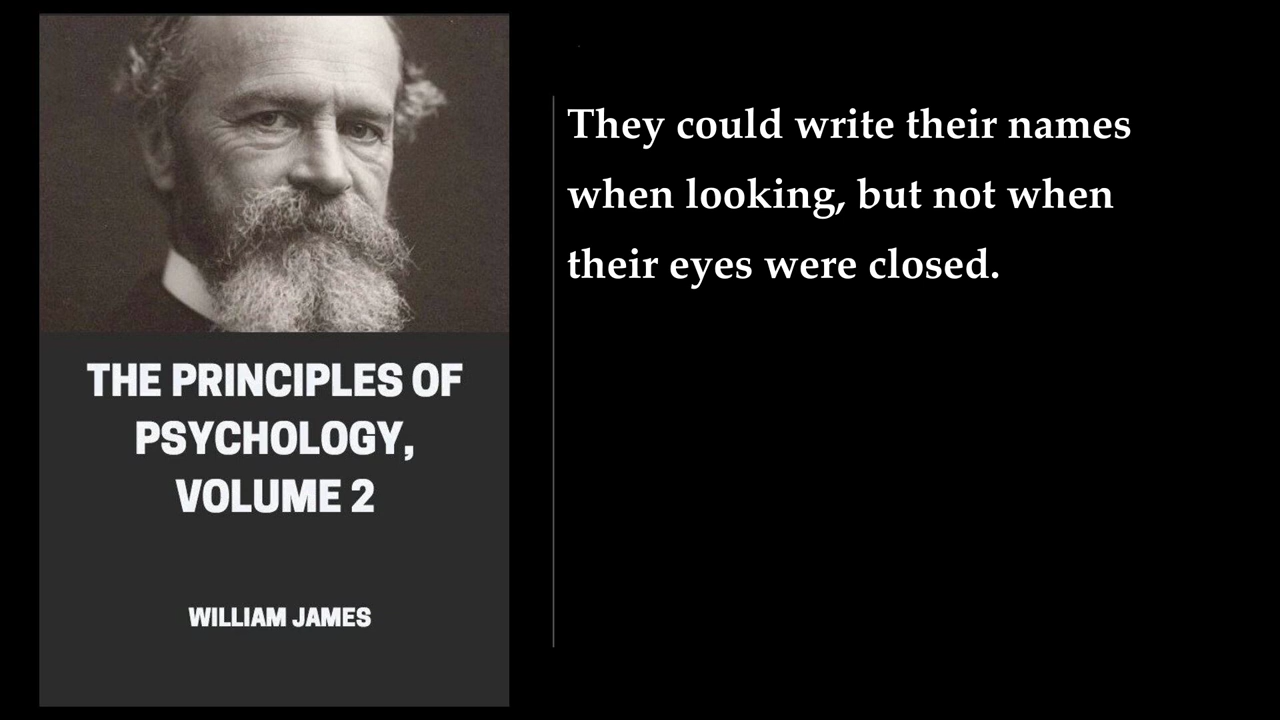 They could write their names
when looking, but not when
their eyes were closed.
THE PRINCIPLES OF
PSYCHOLOGY,
VOLUME 2
WILLIAM JAMES